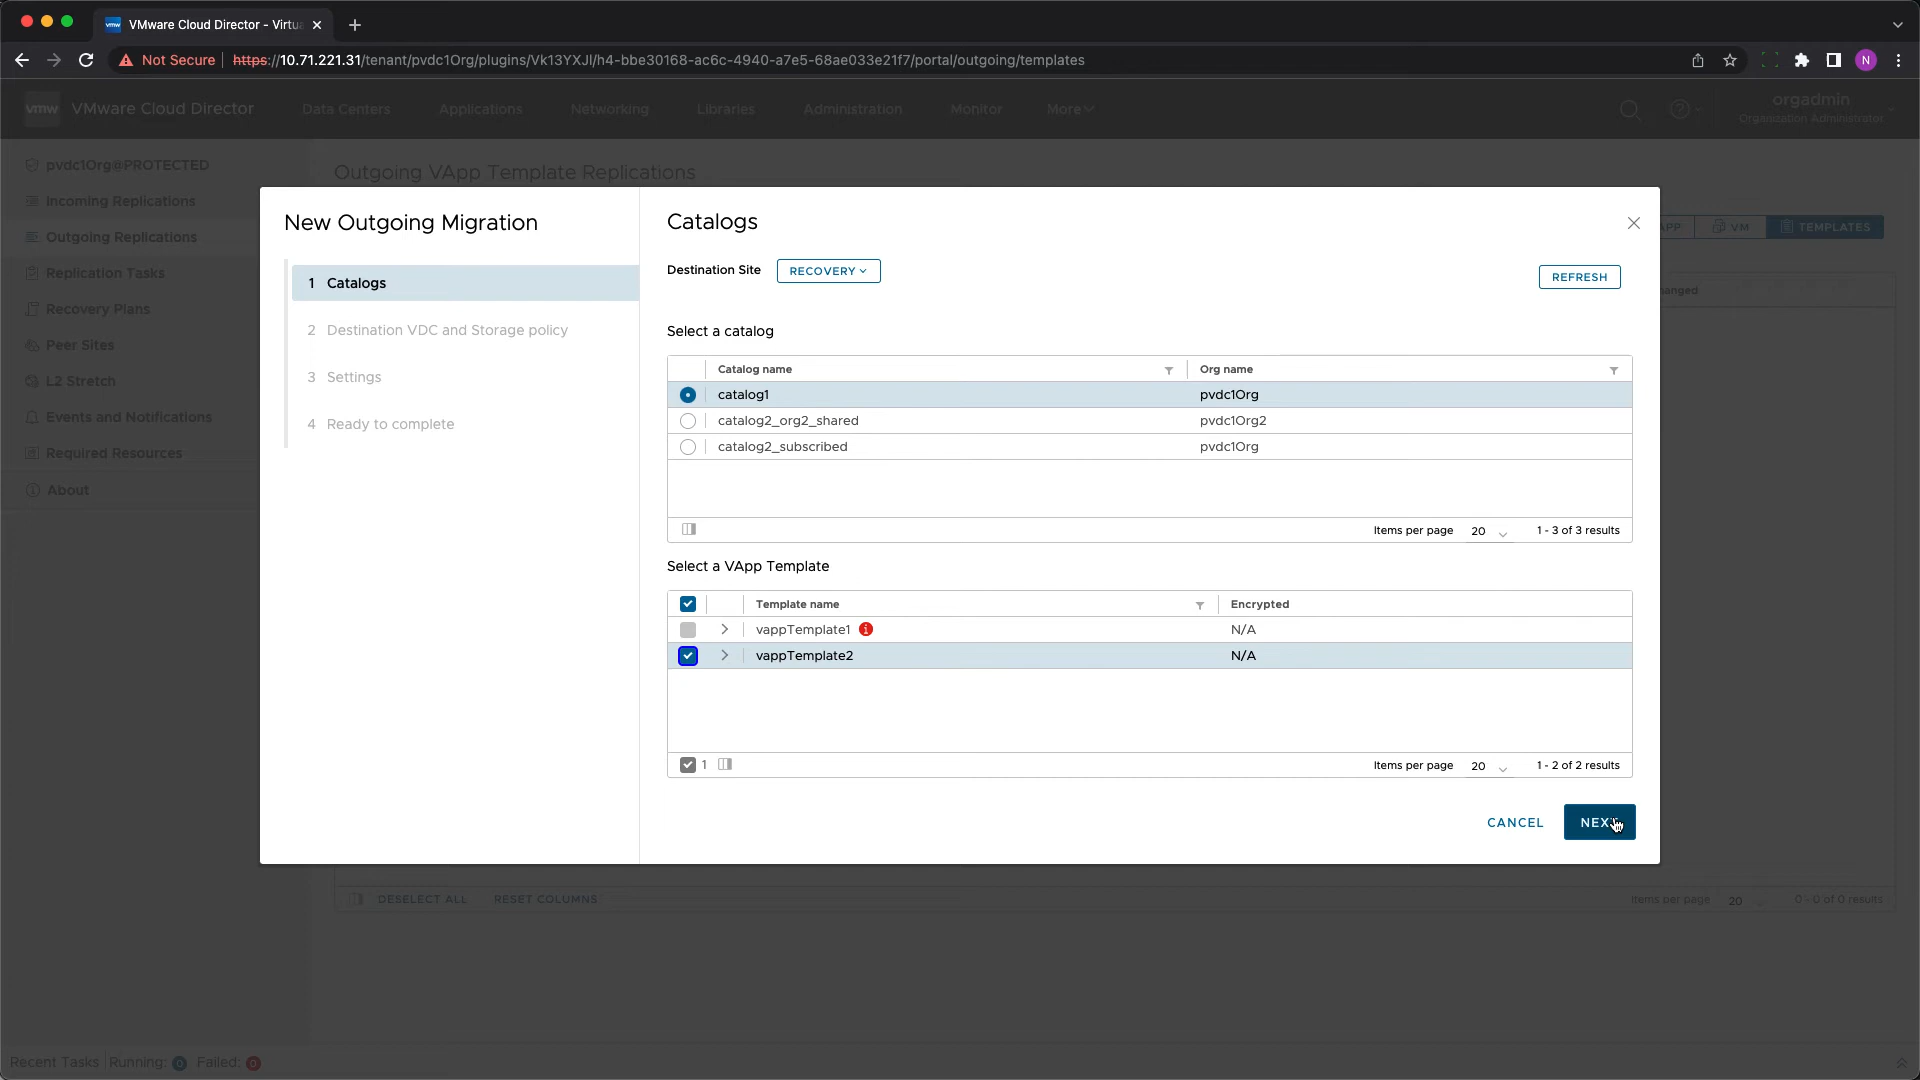 VMware Cloud Director - Virtu
Not Secure
https://10.71.221.31/tenant/pvdc1Org/plugins/Vk13YXJl/h4-bbe30168-ac6c-4940-a7e5-68ae033e21f7/portal/outgoing/templates
N
vmw VMware Cloud Director Data Centers Applications Networking Libraries Administration Monitor More
orgadmin
Organization Administrator
pvdc1Org@PROTECTED
Incoming Replications
Outgoing Replications
Replication Tasks
Recovery Plans
Peer Sites
L2 Stretch
Events and Notifications
Required Resources
About
Outgoing VApp Template Replications
APP VM TEMPLATES
New Outgoing Migration
1 Catalogs
2 Destination VDC and Storage policy
3 Settings
4 Ready to complete
Catalogs
Destination Site RECOVERY
REFRESH
Select a catalog
Catalog name Org name
catalog1 pvdc1Org
catalog2_org2_shared pvdc1Org2
catalog2_subscribed pvdc1Org
Items per page 20 1 - 3 of 3 results
Select a VApp Template
Template name Encrypted
vappTemplate1 N/A
vappTemplate2 N/A
1 Items per page 20 1 - 2 of 2 results
CANCEL NEXT
DESELECT ALL RESET COLUMNS Items per page 20 0 - 0 of 0 results
Recent Tasks Running: 0 Failed: 0